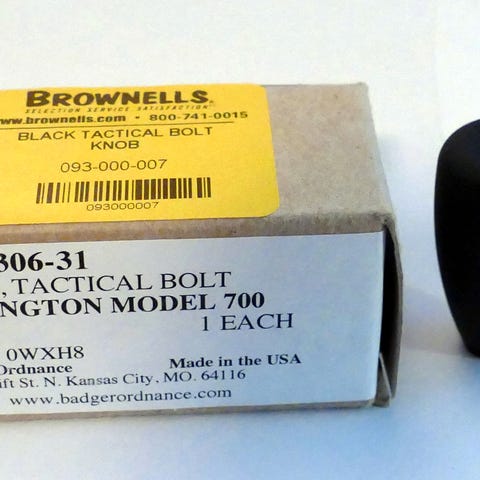 BROWNELLS®
SELECTION SERVICE SATISFACTION
www.brownells.com • 800-741-0015
BLACK TACTICAL BOLT
KNOB
093-000-007
093000007
306-31
, TACTICAL BOLT
INGTON MODEL 700
1 EACH
0WXH8
Ordnance Made in the USA
ift St. N. Kansas City, MO. 64116
www.badgerordnance.com